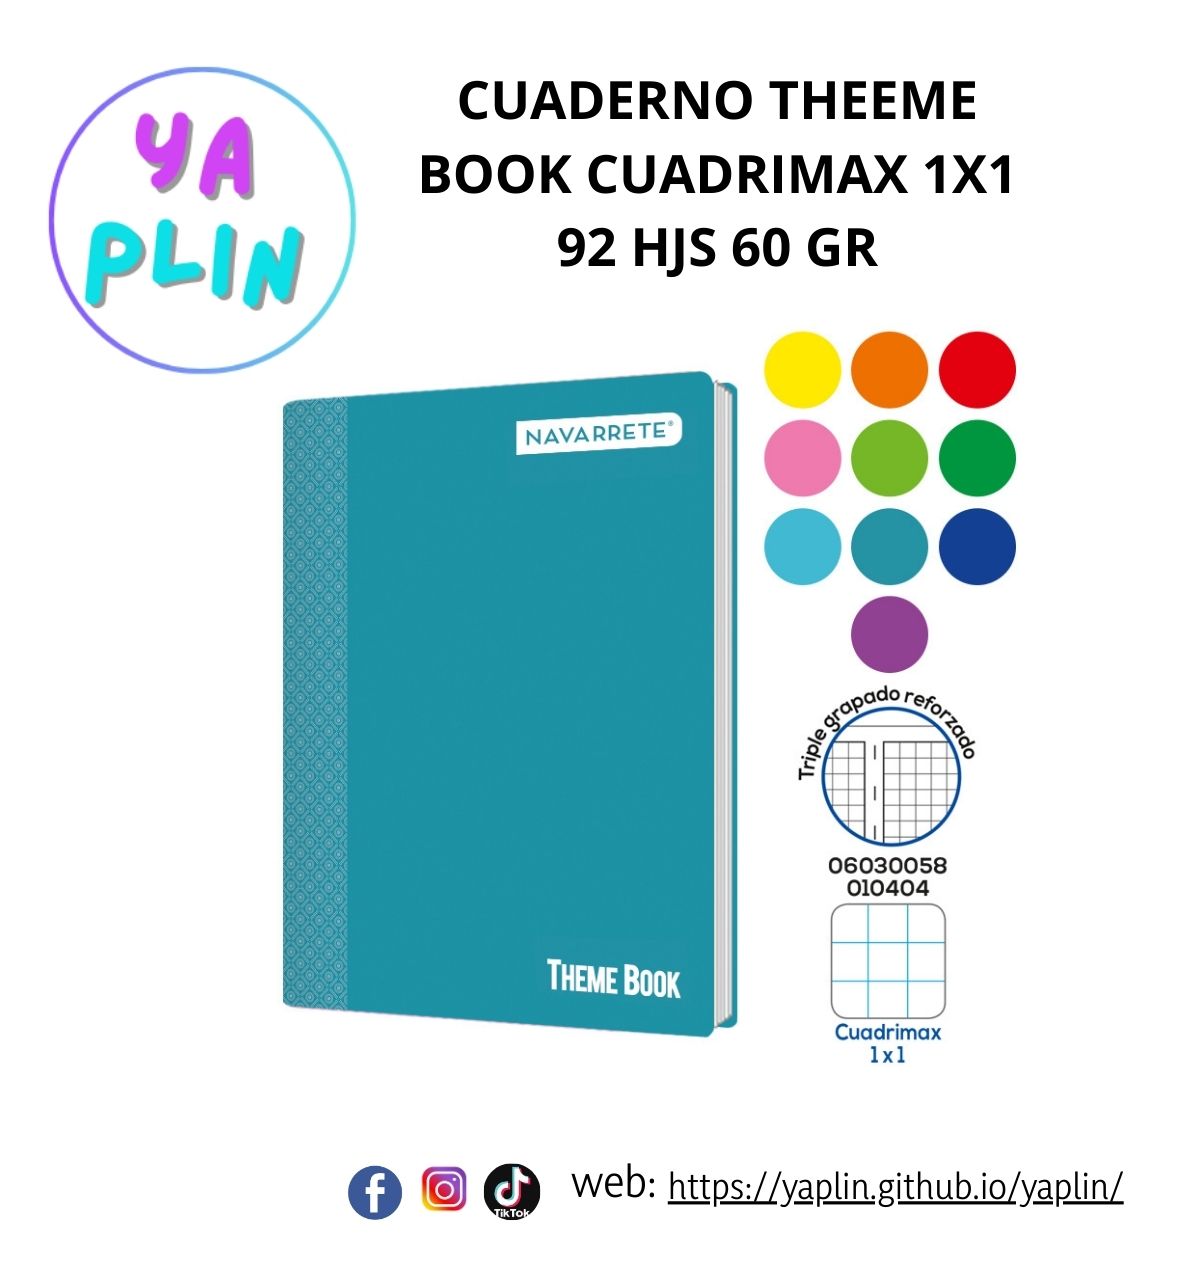 YA
PLIN
CUADERNO THEEME
BOOK CUADRIMAX 1X1
92 HJS 60 GR
NAVARRETE®
THEME BOOK
Triple grapado reforzado
06030058
010404
Cuadrimax
1x1
TikTok
web: https://yaplin.github.io/yaplin/